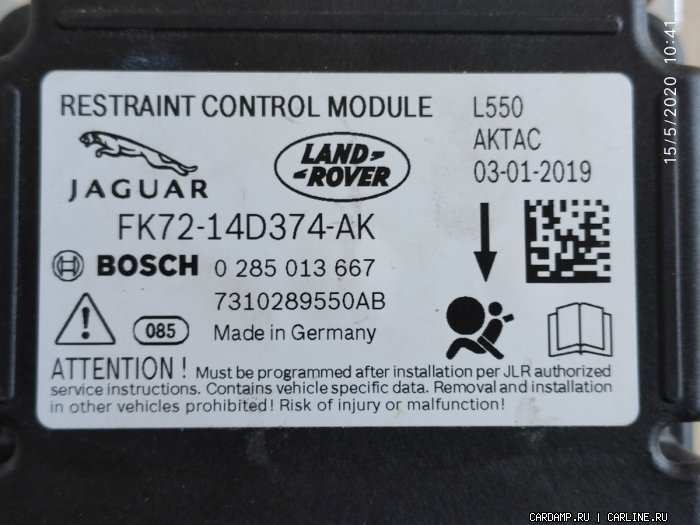 RESTRAINT CONTROL MODULE L550
AKTAC
03-01-2019
JAGUAR
LAND ROVER
FK72-14D374-AK
BOSCH 0 285 013 667
7310289550AB
085 Made in Germany
ATTENTION ! Must be programmed after installation per JLR authorized
service instructions. Contains vehicle specific data. Removal and installation
in other vehicles prohibited! Risk of injury or malfunction!
15/5/2020 10:41
CARDAMP.RU | CARLINE.RU